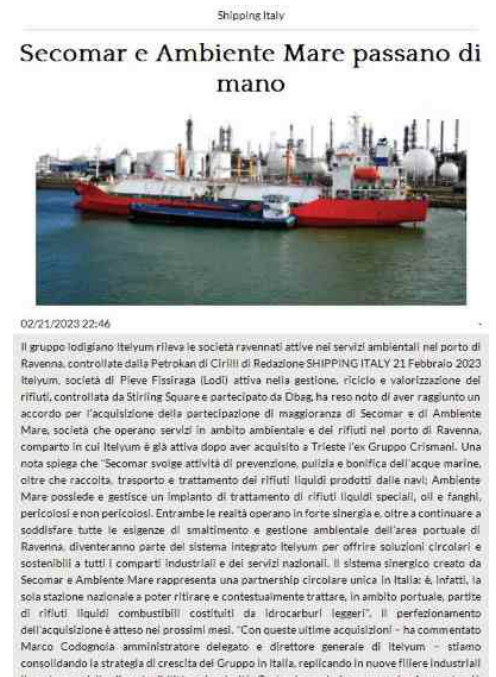 Shipping Italy
Secomar e Ambiente Mare passano di
mano
02/21/2023 22:46
Il gruppo lodigiano Itelyum rileva le società ravennati attive nei servizi ambientali nel porto di
Ravenna, controllate dalla Petrokan di Cirilli di Redazione SHIPPING ITALY 21 Febbraio 2023
Itelyum, società di Pieve Fissiraga (Lodi) attiva nella gestione, riciclo e valorizzazione dei
rifiuti, controllata da Stirling Square e partecipato da Dbag, ha reso noto di aver raggiunto un
accordo per l'acquisizione della partecipazione di maggioranza di Secomar e di Ambiente
Mare, società che operano servizi in ambito ambientale e dei rifiuti nel porto di Ravenna,
comparto in cui Itelyum è già attiva dopo aver acquisito a Trieste l'ex Gruppo Crismani. Una
nota spiega che "Secomar svolge attività di prevenzione, pulizia e bonifica dell'acque marine,
oltre che raccolta, trasporto e trattamento dei rifiuti liquidi prodotti dalle navi; Ambiente
Mare possiede e gestisce un impianto di trattamento di rifiuti liquidi speciali, oli e fanghi,
pericolosi e non pericolosi. Entrambe le realtà operano in forte sinergia e, oltre a continuare a
soddisfare tutte le esigenze di smaltimento e gestione ambientale dell'area portuale di
Ravenna, diventeranno parte del sistema integrato Itelyum per offrire soluzioni circolari e
sostenibili a tutti i comparti industriali e dei servizi nazionali. Il sistema sinergico creato da
Secomar e Ambiente Mare rappresenta una partnership circolare unica in Italia: è, infatti, la
sola stazione nazionale a poter ritirare e contestualmente trattare, in ambito portuale, partite
di rifiuti liquidi combustibili costituiti da idrocarburi leggeri". Il perfezionamento
dell'acquisizione è atteso nei prossimi mesi. "Con queste ultime acquisizioni – ha commentato
Marco Codognola amministratore delegato e direttore generale di Itelyum – stiamo
consolidando la strategia di crescita del Gruppo in Italia, replicando in nuove filiere industriali